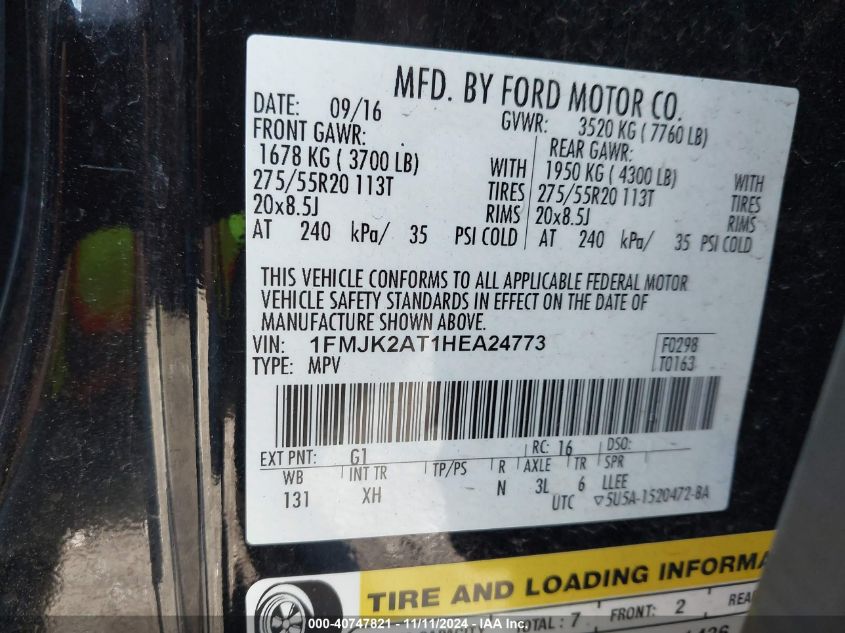 MFD. BY FORD MOTOR CO.
DATE: 09/16 GVWR: 3520 KG ( 7760 LB)
FRONT GAWR: REAR GAWR:
1678 KG ( 3700 LB) WITH 1950 KG ( 4300 LB) WITH
275/55R20 113T TIRES 275/55R20 113T TIRES
20x8.5J RIMS 20x8.5J RIMS
AT 240 kPa/ 35 PSI COLD AT 240 kPa/ 35 PSI COLD
THIS VEHICLE CONFORMS TO ALL APPLICABLE FEDERAL MOTOR
VEHICLE SAFETY STANDARDS IN EFFECT ON THE DATE OF
MANUFACTURE SHOWN ABOVE.
VIN: 1FMJK2AT1HEA24773 F0298
TYPE: MPV T0163
EXT PNT: G1 RC: 16 DSO:
WB INT TR TP/PS R AXLE TR SPR
131 XH N 3L 6 LLEE
UTC ▽5U5A-1520472-BA
TIRE AND LOADING INFORMA
TOTAL: 7 FRONT: 2 REA
000-40747821 - 11/11/2024 - IAA Inc.